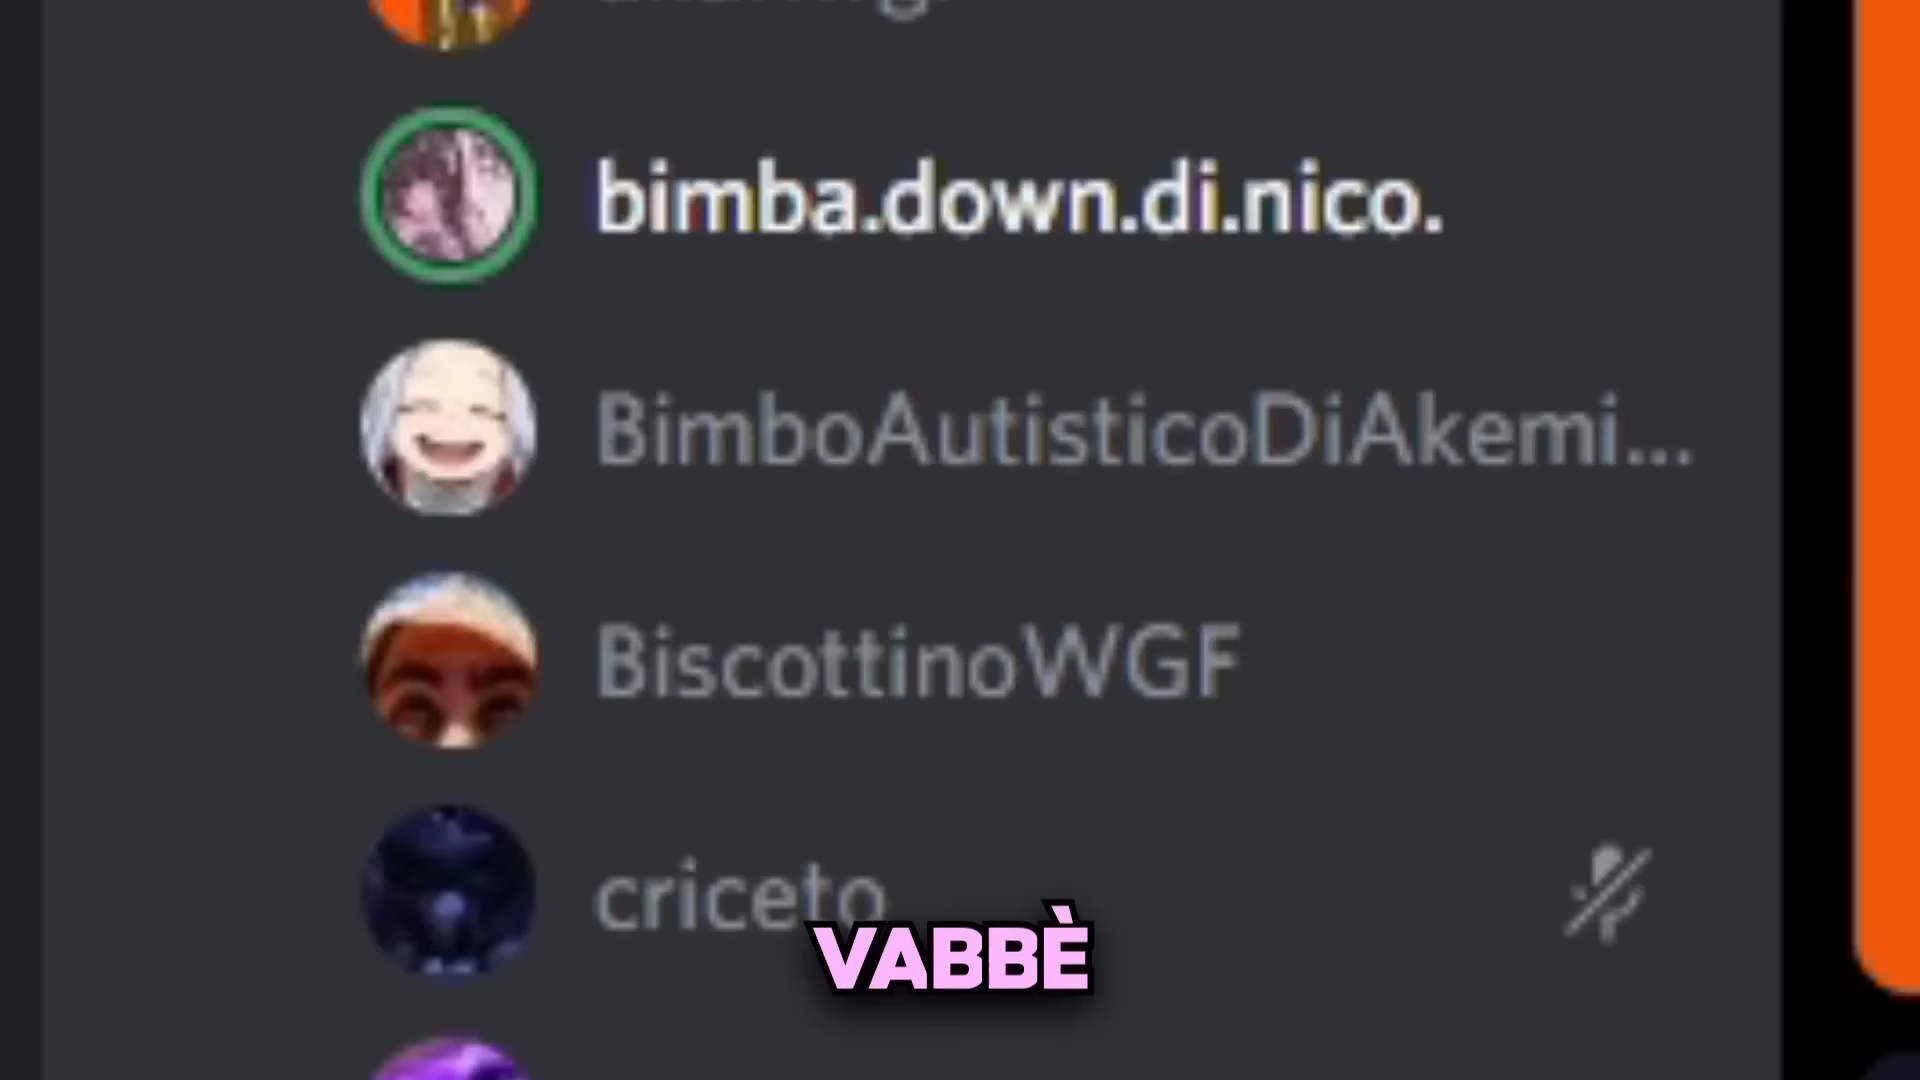 bimba.down.di.nico.
BimboAutisticoDiAkemi...
BiscottinoWGF
criceto
VABBÈ